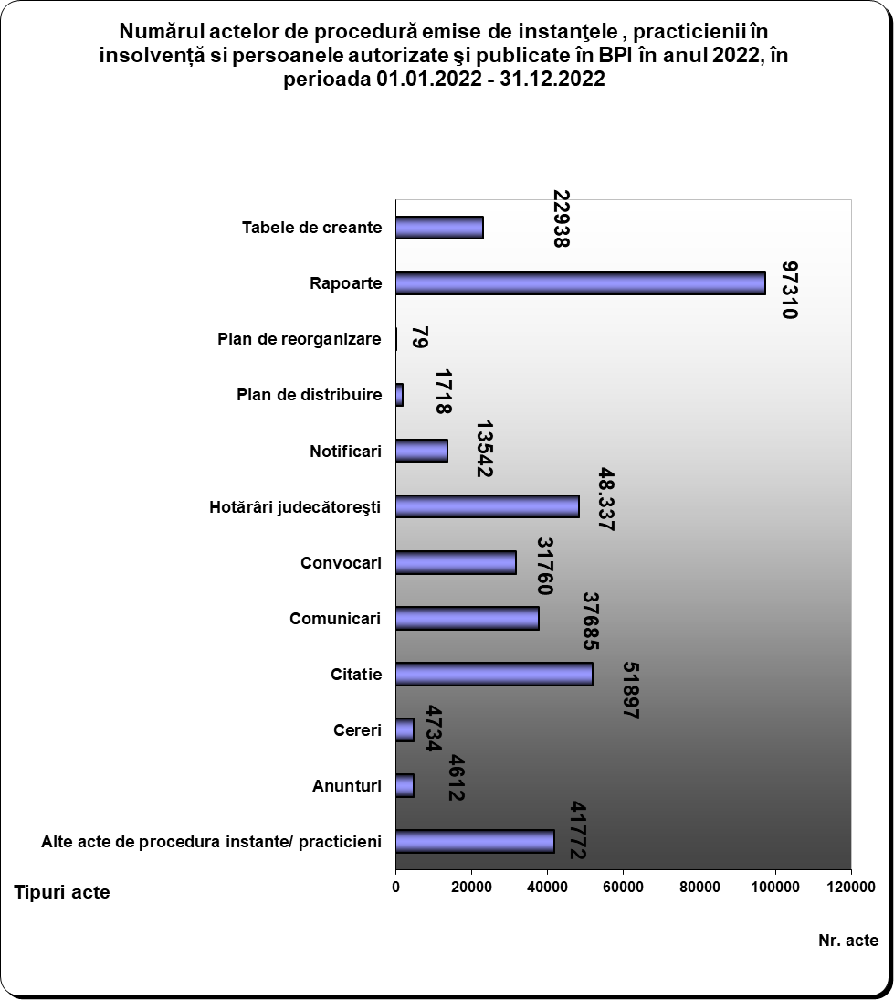 Numărul actelor de procedură emise de instanţele , practicienii în
insolvență si persoanele autorizate şi publicate în BPI în anul 2022, în
perioada 01.01.2022 - 31.12.2022
Tabele de creante 22938
Rapoarte 97310
Plan de reorganizare 79
Plan de distribuire 1718
Notificari 13542
Hotărâri judecătoreşti 48.337
Convocari 31760
Comunicari 37685
Citatie 51897
Cereri 4734
Anunturi 4612
Alte acte de procedura instante/ practicieni 41772
0 20000 40000 60000 80000 100000 120000
Tipuri acte
Nr. acte